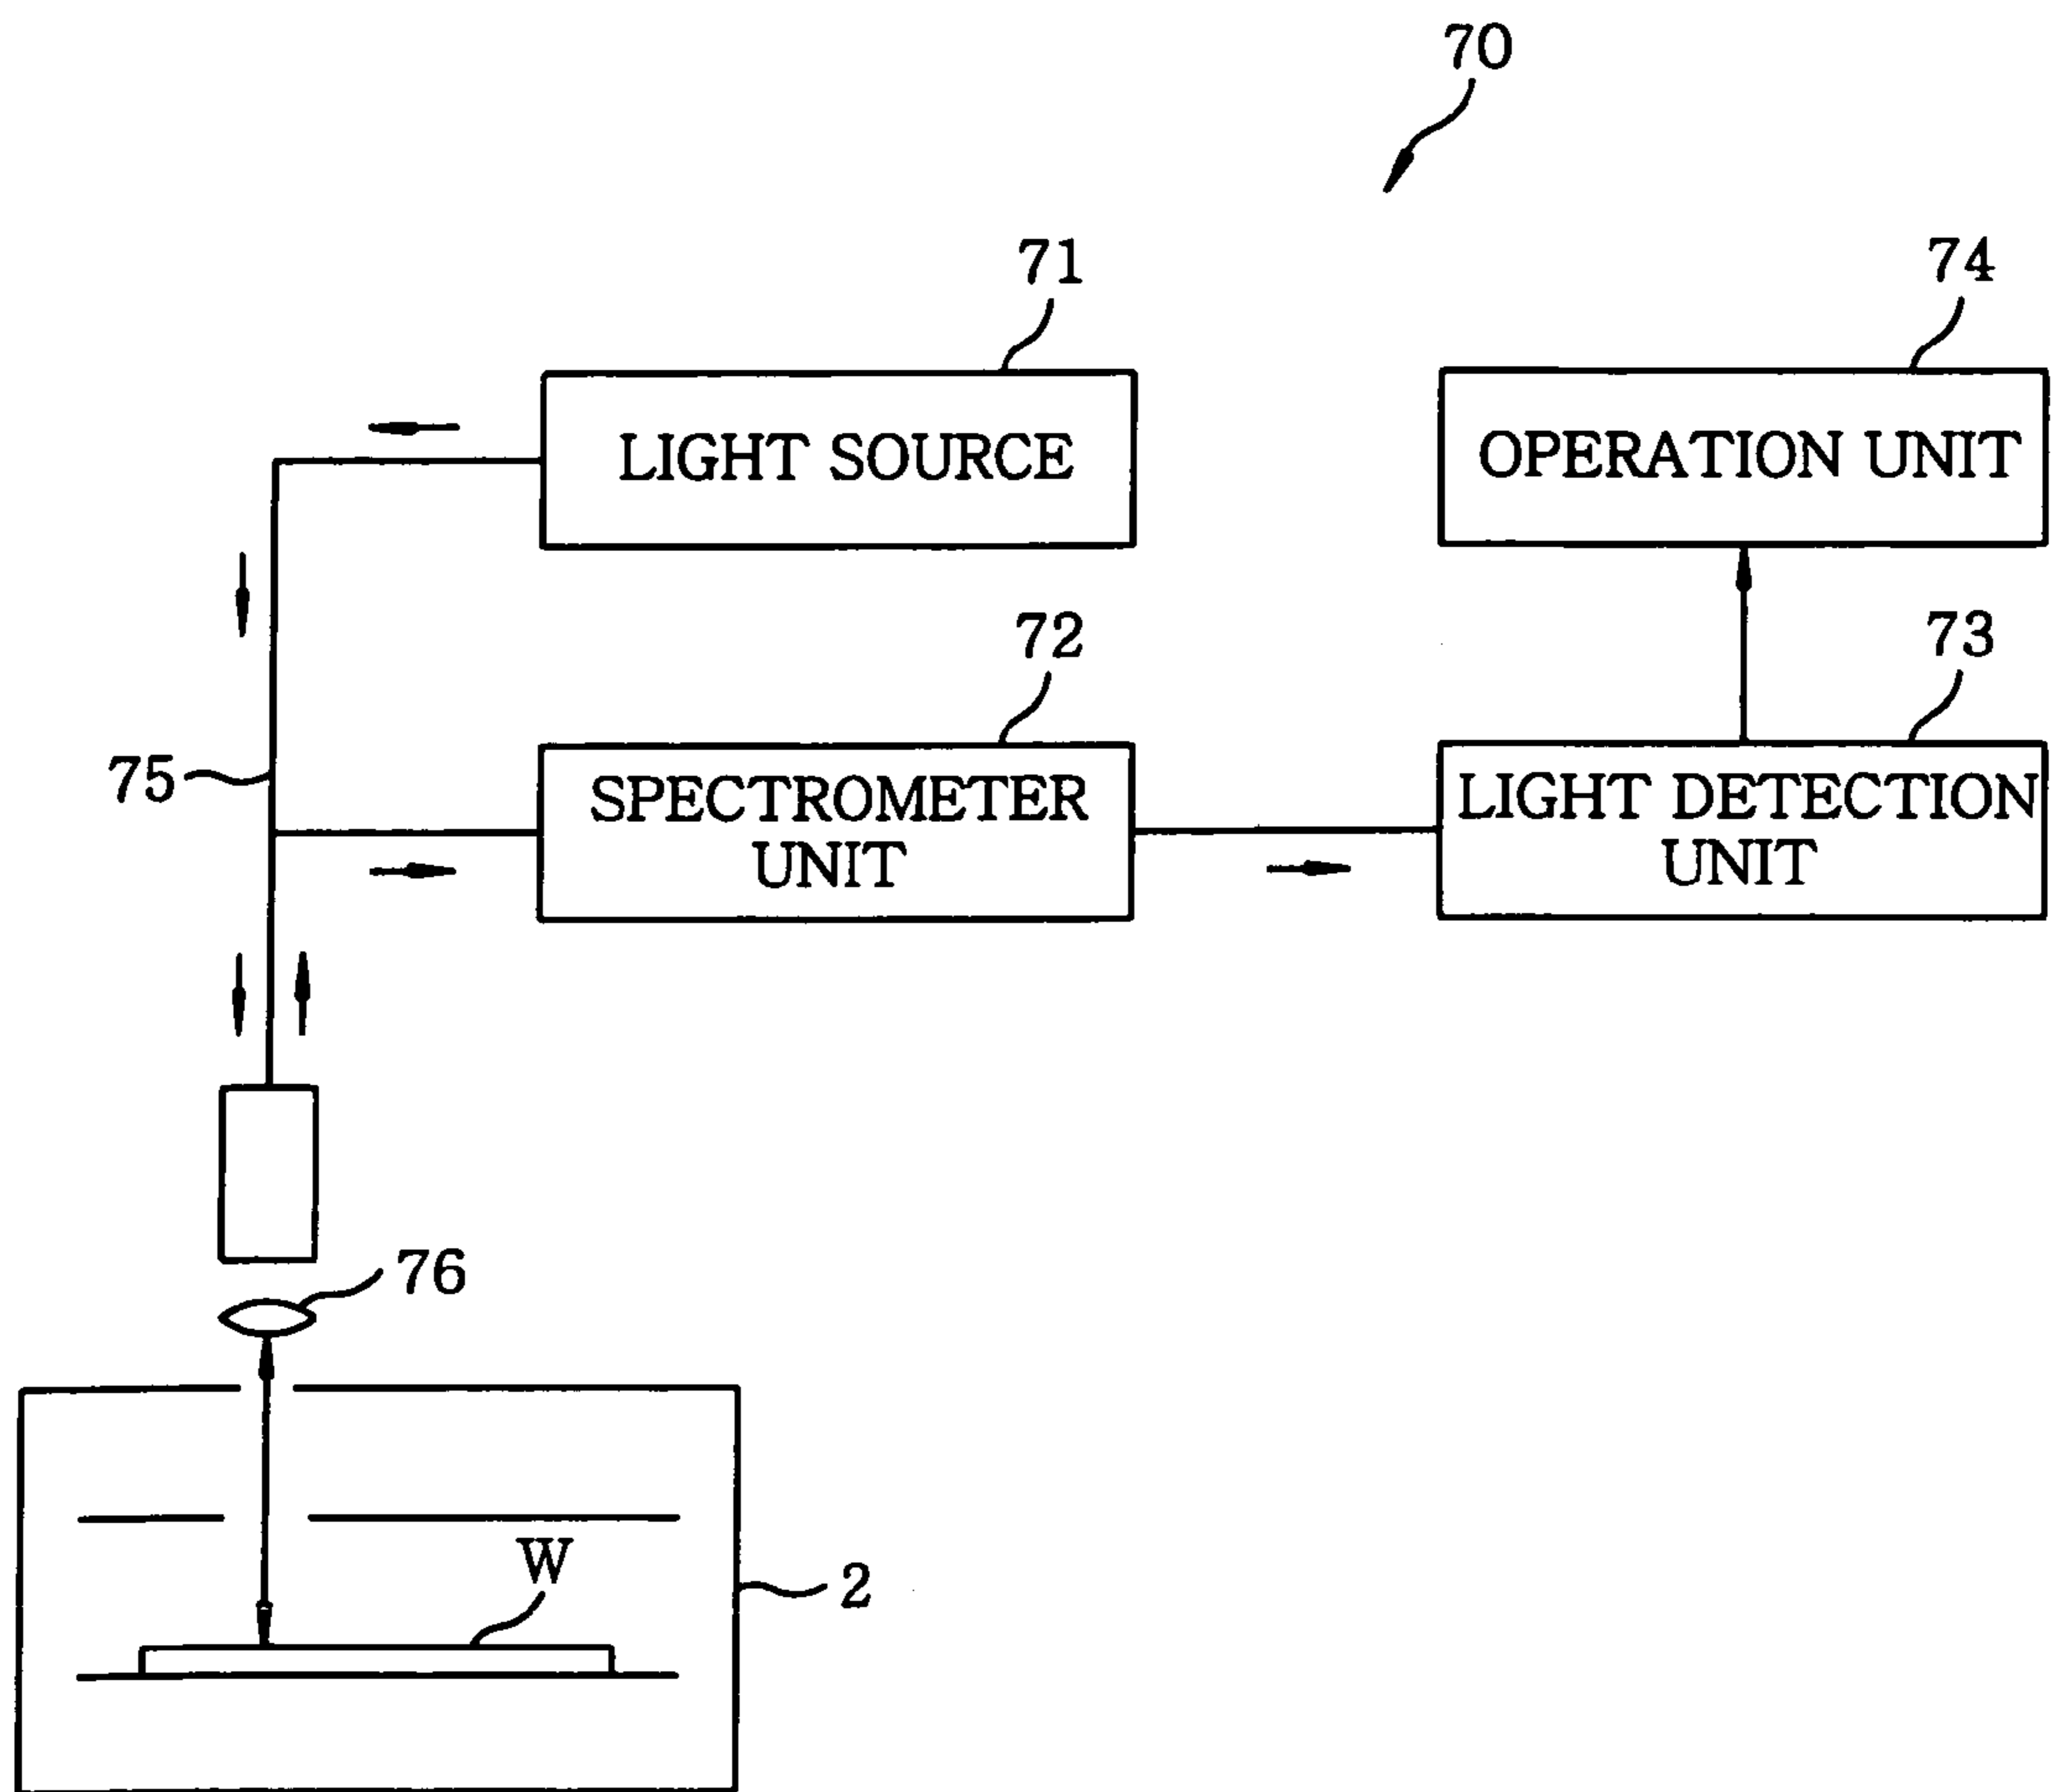 70
71
74
LIGHT SOURCE
OPERATION UNIT
72
73
75
SPECTROMETER
UNIT
LIGHT DETECTION
UNIT
76
W
2